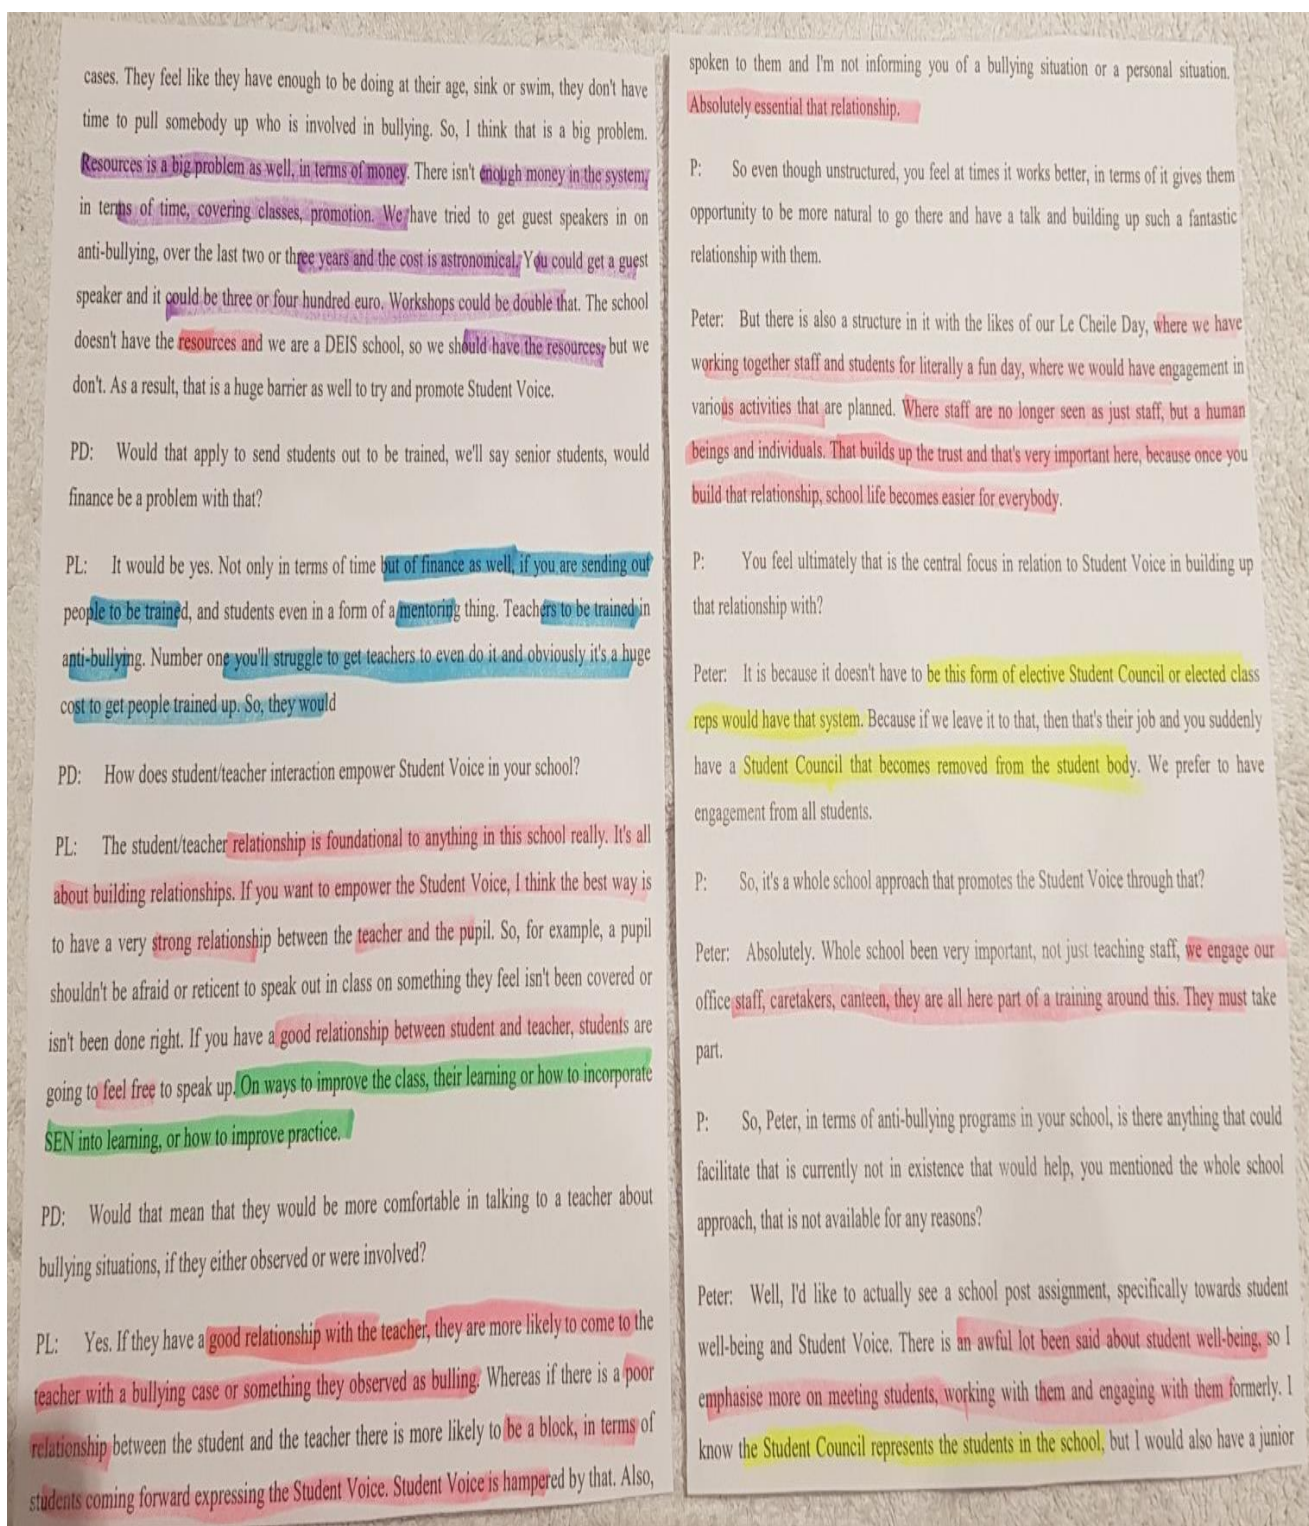 cases. They feel like they have enough to be doing at their age, sink or swim, they don't have
time to pull somebody up who is involved in bullying. So, I think that is a big problem.
Resources is a big problem as well, in terms of money. There isn't enough money in the system,
in terms of time, covering classes, promotion. We have tried to get guest speakers in on
anti-bullying, over the last two or three years and the cost is astronomical. You could get a guest
speaker and it could be three or four hundred euro. Workshops could be double that. The school
doesn't have the resources and we are a DEIS school, so we should have the resources, but we
don't. As a result, that is a huge barrier as well to try and promote Student Voice.
PD: Would that apply to send students out to be trained, we'll say senior students, would
finance be a problem with that?
PL: It would be yes. Not only in terms of time but of finance as well, if you are sending out
people to be trained, and students even in a form of a mentoring thing. Teachers to be trained in
anti-bullying. Number one you'll struggle to get teachers to even do it and obviously it's a huge
cost to get people trained up. So, they would
PD: How does student/teacher interaction empower Student Voice in your school?
PL: The student/teacher relationship is foundational to anything in this school really. It's all
about building relationships. If you want to empower the Student Voice, I think the best way is
to have a very strong relationship between the teacher and the pupil. So, for example, a pupil
shouldn't be afraid or reticent to speak out in class on something they feel isn't been covered or
isn't been done right. If you have a good relationship between student and teacher, students are
going to feel free to speak up. On ways to improve the class, their learning or how to incorporate
SEN into learning, or how to improve practice.
PD: Would that mean that they would be more comfortable in talking to a teacher about
bullying situations, if they either observed or were involved?
PL: Yes. If they have a good relationship with the teacher, they are more likely to come to the
teacher with a bullying case or something they observed as bulling. Whereas if there is a poor
relationship between the student and the teacher there is more likely to be a block, in terms of
students coming forward expressing the Student Voice. Student Voice is hampered by that. Also,
spoken to them and I'm not informing you of a bullying situation or a personal situation.
Absolutely essential that relationship.
P: So even though unstructured, you feel at times it works better, in terms of it gives them
opportunity to be more natural to go there and have a talk and building up such a fantastic
relationship with them.
Peter: But there is also a structure in it with the likes of our Le Cheile Day, where we have
working together staff and students for literally a fun day, where we would have engagement in
various activities that are planned. Where staff are no longer seen as just staff, but a human
beings and individuals. That builds up the trust and that's very important here, because once you
build that relationship, school life becomes easier for everybody.
P: You feel ultimately that is the central focus in relation to Student Voice in building up
that relationship with?
Peter: It is because it doesn't have to be this form of elective Student Council or elected class
reps would have that system. Because if we leave it to that, then that's their job and you suddenly
have a Student Council that becomes removed from the student body. We prefer to have
engagement from all students.
P: So, it's a whole school approach that promotes the Student Voice through that?
Peter: Absolutely. Whole school been very important, not just teaching staff, we engage our
office staff, caretakers, canteen, they are all here part of a training around this. They must take
part.
P: So, Peter, in terms of anti-bullying programs in your school, is there anything that could
facilitate that is currently not in existence that would help, you mentioned the whole school
approach, that is not available for any reasons?
Peter: Well, I'd like to actually see a school post assignment, specifically towards student
well-being and Student Voice. There is an awful lot been said about student well-being, so I
emphasise more on meeting students, working with them and engaging with them formerly. I
know the Student Council represents the students in the school, but I would also have a junior